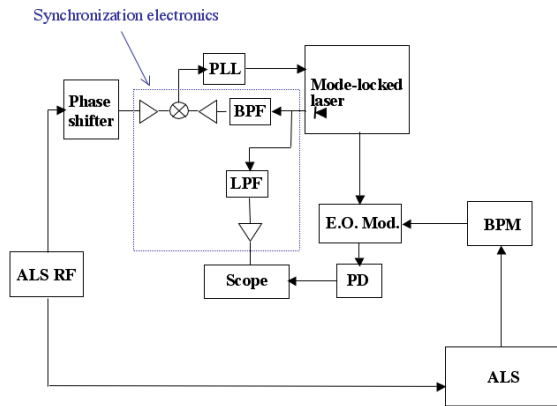 Synchronization electronics
PLL
Mode-locked
laser
Phase
shifter
BPF
LPF
E.O. Mod.
BPM
ALS RF
Scope
PD
ALS